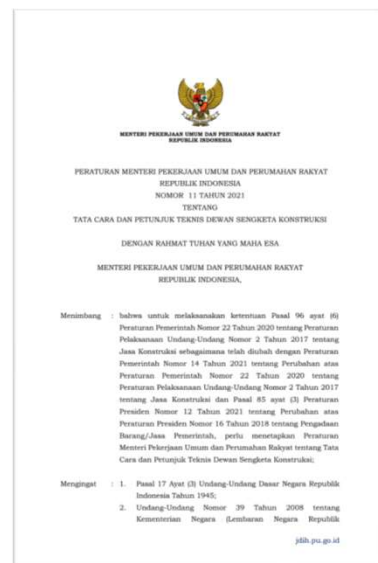 MENTERI PEKERJAAN UMUM DAN PERUMAHAN RAKYAT
REPUBLIK INDONESIA
PERATURAN MENTERI PEKERJAAN UMUM DAN PERUMAHAN RAKYAT
REPUBLIK INDONESIA
NOMOR 11 TAHUN 2021
TENTANG
TATA CARA DAN PETUNJUK TEKNIS DEWAN SENGKETA KONSTRUKSI
DENGAN RAHMAT TUHAN YANG MAHA ESA
MENTERI PEKERJAAN UMUM DAN PERUMAHAN RAKYAT
REPUBLIK INDONESIA,
Menimbang : bahwa untuk melaksanakan ketentuan Pasal 96 ayat (6)
Peraturan Pemerintah Nomor 22 Tahun 2020 tentang Peraturan
Pelaksanaan Undang-Undang Nomor 2 Tahun 2017 tentang
Jasa Konstruksi sebagaimana telah diubah dengan Peraturan
Pemerintah Nomor 14 Tahun 2021 tentang Perubahan atas
Peraturan Pemerintah Nomor 22 Tahun 2020 tentang
Peraturan Pelaksanaan Undang-Undang Nomor 2 Tahun 2017
tentang Jasa Konstruksi dan Pasal 85 ayat (3) Peraturan
Presiden Nomor 12 Tahun 2021 tentang Perubahan atas
Peraturan Presiden Nomor 16 Tahun 2018 tentang Pengadaan
Barang/Jasa Pemerintah, perlu menetapkan Peraturan
Menteri Pekerjaan Umum dan Perumahan Rakyat tentang Tata
Cara dan Petunjuk Teknis Dewan Sengketa Konstruksi;
Mengingat : 1. Pasal 17 Ayat (3) Undang-Undang Dasar Negara Republik
Indonesia Tahun 1945;
2. Undang-Undang Nomor 39 Tahun 2008 tentang
Kementerian Negara (Lembaran Negara Republik
jdih.pu.go.id